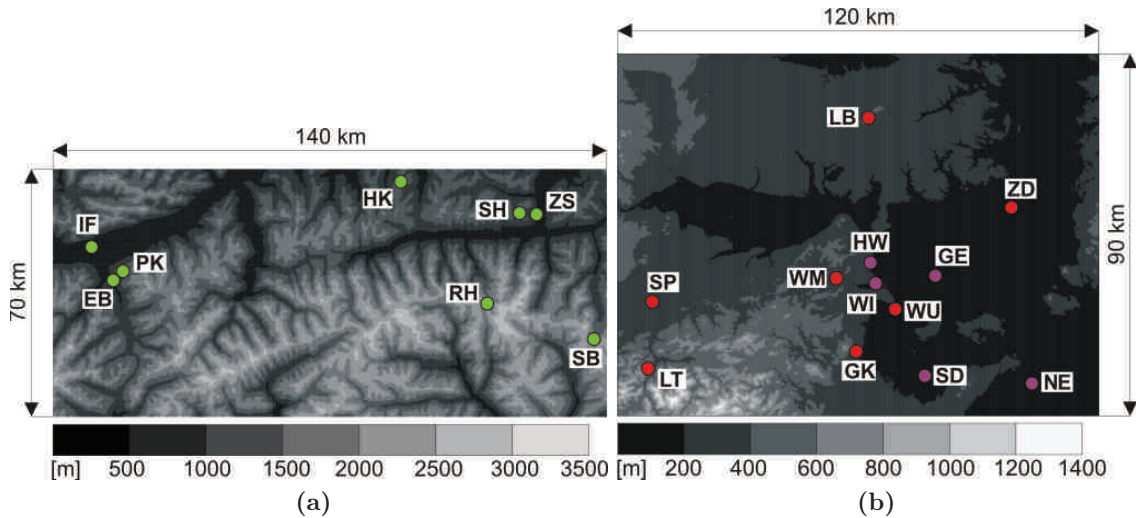 140 km
70 km
IF
PK
EB
HK
SH
ZS
RH
SB
[m] 500 1000 1500 2000 2500 3000 3500
(a)
120 km
90 km
LB
ZD
HW
GE
WM
SP
WI
WU
GK
LT
SD
NE
[m] 200 400 600 800 1000 1200 1400
(b)